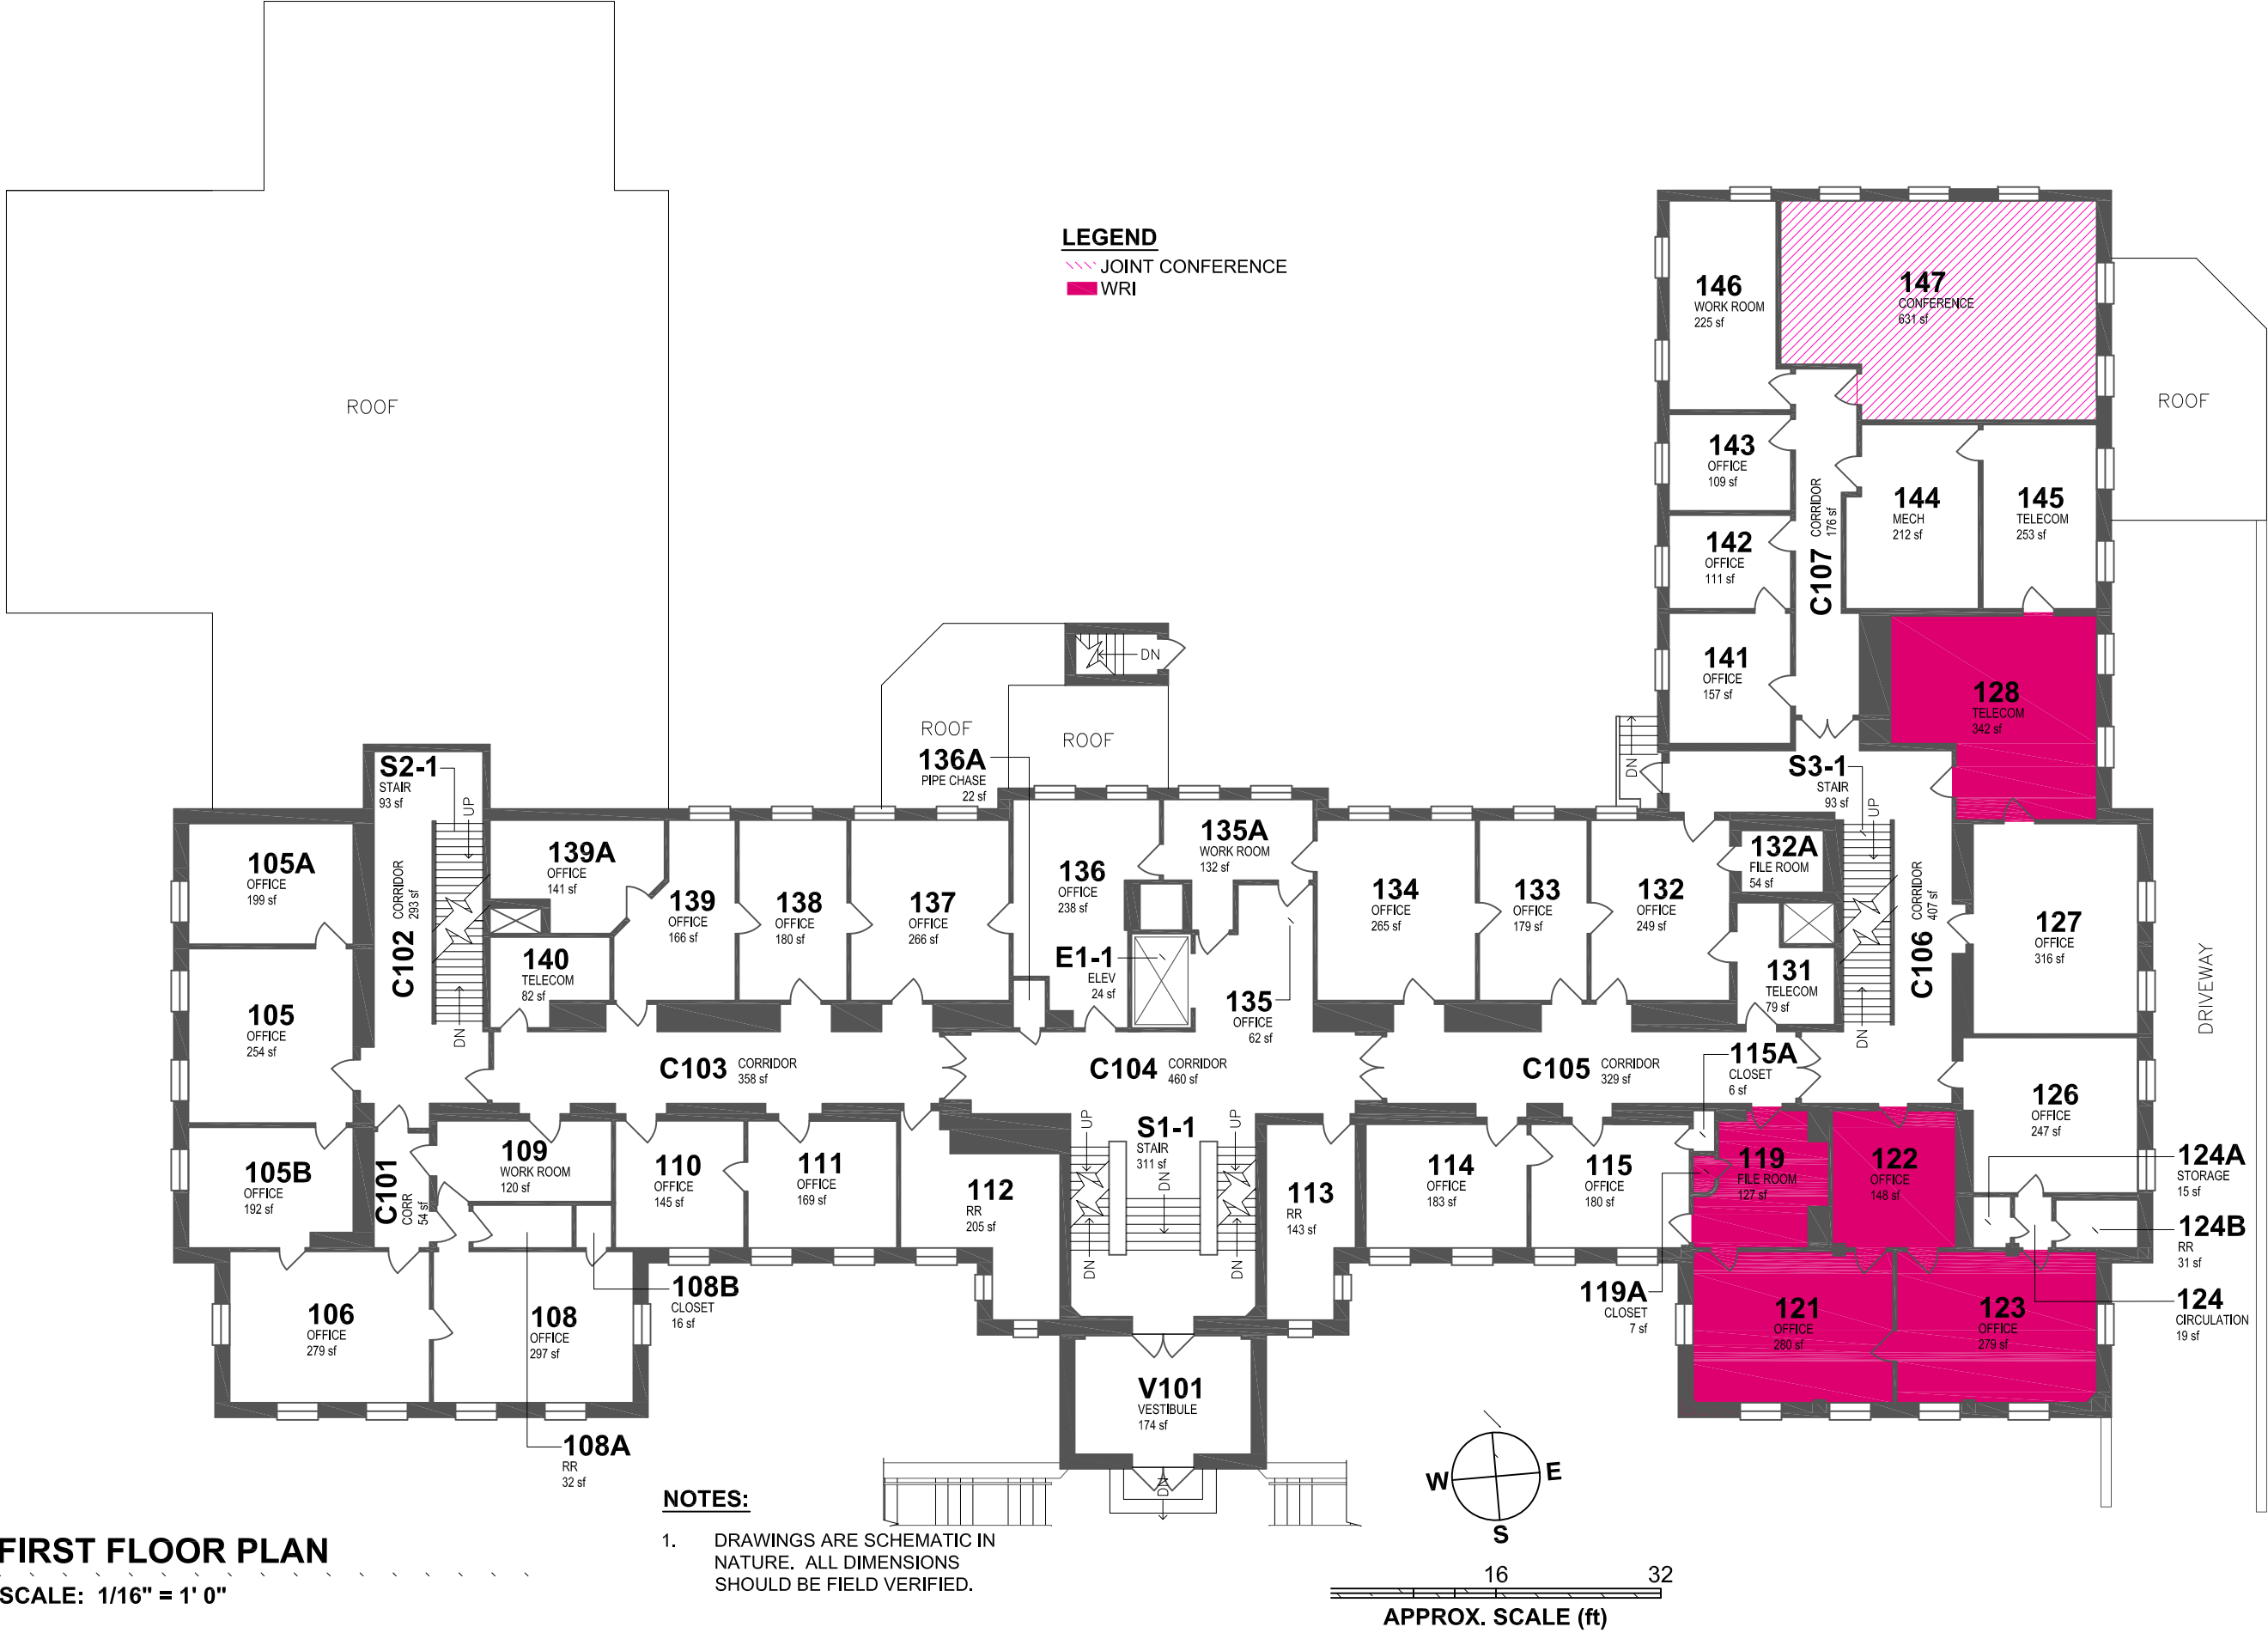 LEGEND
JOINT CONFERENCE
WRI
146
WORK ROOM
225 sf
147
CONFERENCE
631 sf
ROOF
ROOF
143
OFFICE
109 sf
144
MECH
212 sf
145
TELECOM
253 sf
C107 CORRIDOR
176 sf
142
OFFICE
111 sf
141
OFFICE
157 sf
128
TELECOM
342 sf
DN
ROOF
ROOF
136A
PIPE CHASE
22 sf
DN
S3-1
STAIR
93 sf
UP
S2-1
STAIR
93 sf
UP
105A
OFFICE
199 sf
C102 CORRIDOR
293 sf
139A
OFFICE
141 sf
139
OFFICE
166 sf
138
OFFICE
180 sf
137
OFFICE
266 sf
136
OFFICE
238 sf
135A
WORK ROOM
132 sf
134
OFFICE
265 sf
133
OFFICE
179 sf
132
OFFICE
249 sf
132A
FILE ROOM
54 sf
C106 CORRIDOR
407 sf
127
OFFICE
316 sf
DRIVEWAY
140
TELECOM
82 sf
E1-1
ELEV
24 sf
135
OFFICE
62 sf
131
TELECOM
79 sf
105
OFFICE
254 sf
DN
DN
C103 CORRIDOR
358 sf
C104 CORRIDOR
460 sf
C105 CORRIDOR
329 sf
115A
CLOSET
6 sf
126
OFFICE
247 sf
105B
OFFICE
192 sf
C101
CORR
54 sf
109
WORK ROOM
120 sf
110
OFFICE
145 sf
111
OFFICE
169 sf
112
RR
205 sf
UP
S1-1
STAIR
311 sf
UP
DN
DN
DN
113
RR
143 sf
114
OFFICE
183 sf
115
OFFICE
180 sf
119
FILE ROOM
127 sf
122
OFFICE
148 sf
124A
STORAGE
15 sf
124B
RR
31 sf
124
CIRCULATION
19 sf
106
OFFICE
279 sf
108
OFFICE
297 sf
108B
CLOSET
16 sf
119A
CLOSET
7 sf
121
OFFICE
280 sf
123
OFFICE
279 sf
V101
VESTIBULE
174 sf
108A
RR
32 sf
DN
W
E
S
NOTES:
1. DRAWINGS ARE SCHEMATIC IN
NATURE. ALL DIMENSIONS
SHOULD BE FIELD VERIFIED.
FIRST FLOOR PLAN
SCALE: 1/16" = 1' 0"
16 32
APPROX. SCALE (ft)